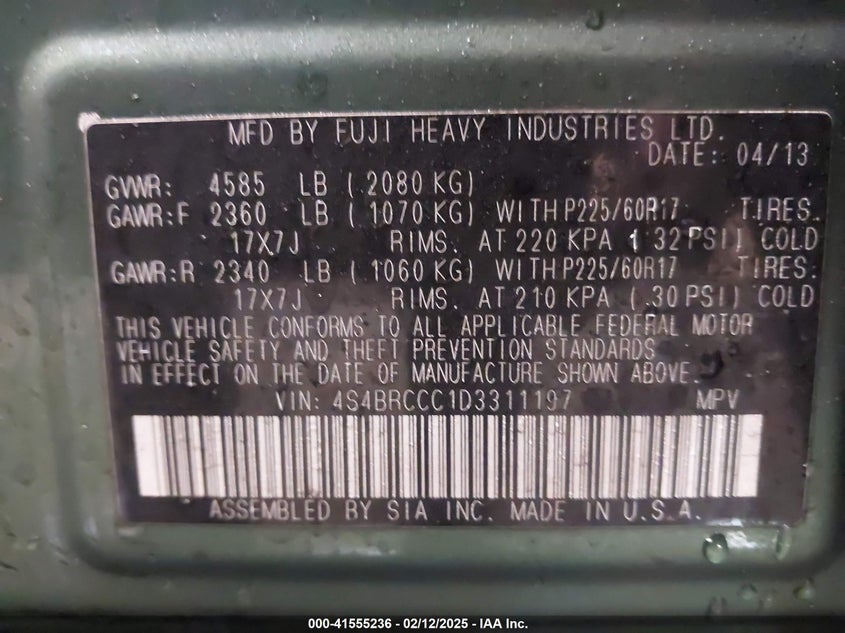 MFD BY FUJI HEAVY INDUSTRIES LTD.
DATE: 04/13
GVWR: 4585 LB (2080 KG)
GAWR:F 2360 LB (1070 KG) WITH P225/60R17 TIRES.
17X7J RIMS. AT 220 KPA (32 PSI) COLD
GAWR:R 2340 LB (1060 KG) WITH P225/60R17 TIRES.
17X7J RIMS. AT 210 KPA (30 PSI) COLD
THIS VEHICLE CONFORMS TO ALL APPLICABLE FEDERAL MOTOR
VEHICLE SAFETY AND THEFT PREVENTION STANDARDS
IN EFFECT ON THE DATE OF MANUFACTURE SHOWN ABOVE.
VIN: 4S4BRCCC1D3311197 MPV
ASSEMBLED BY SIA INC. MADE IN U.S.A.
000-41555236 - 02/12/2025 - IAA Inc.